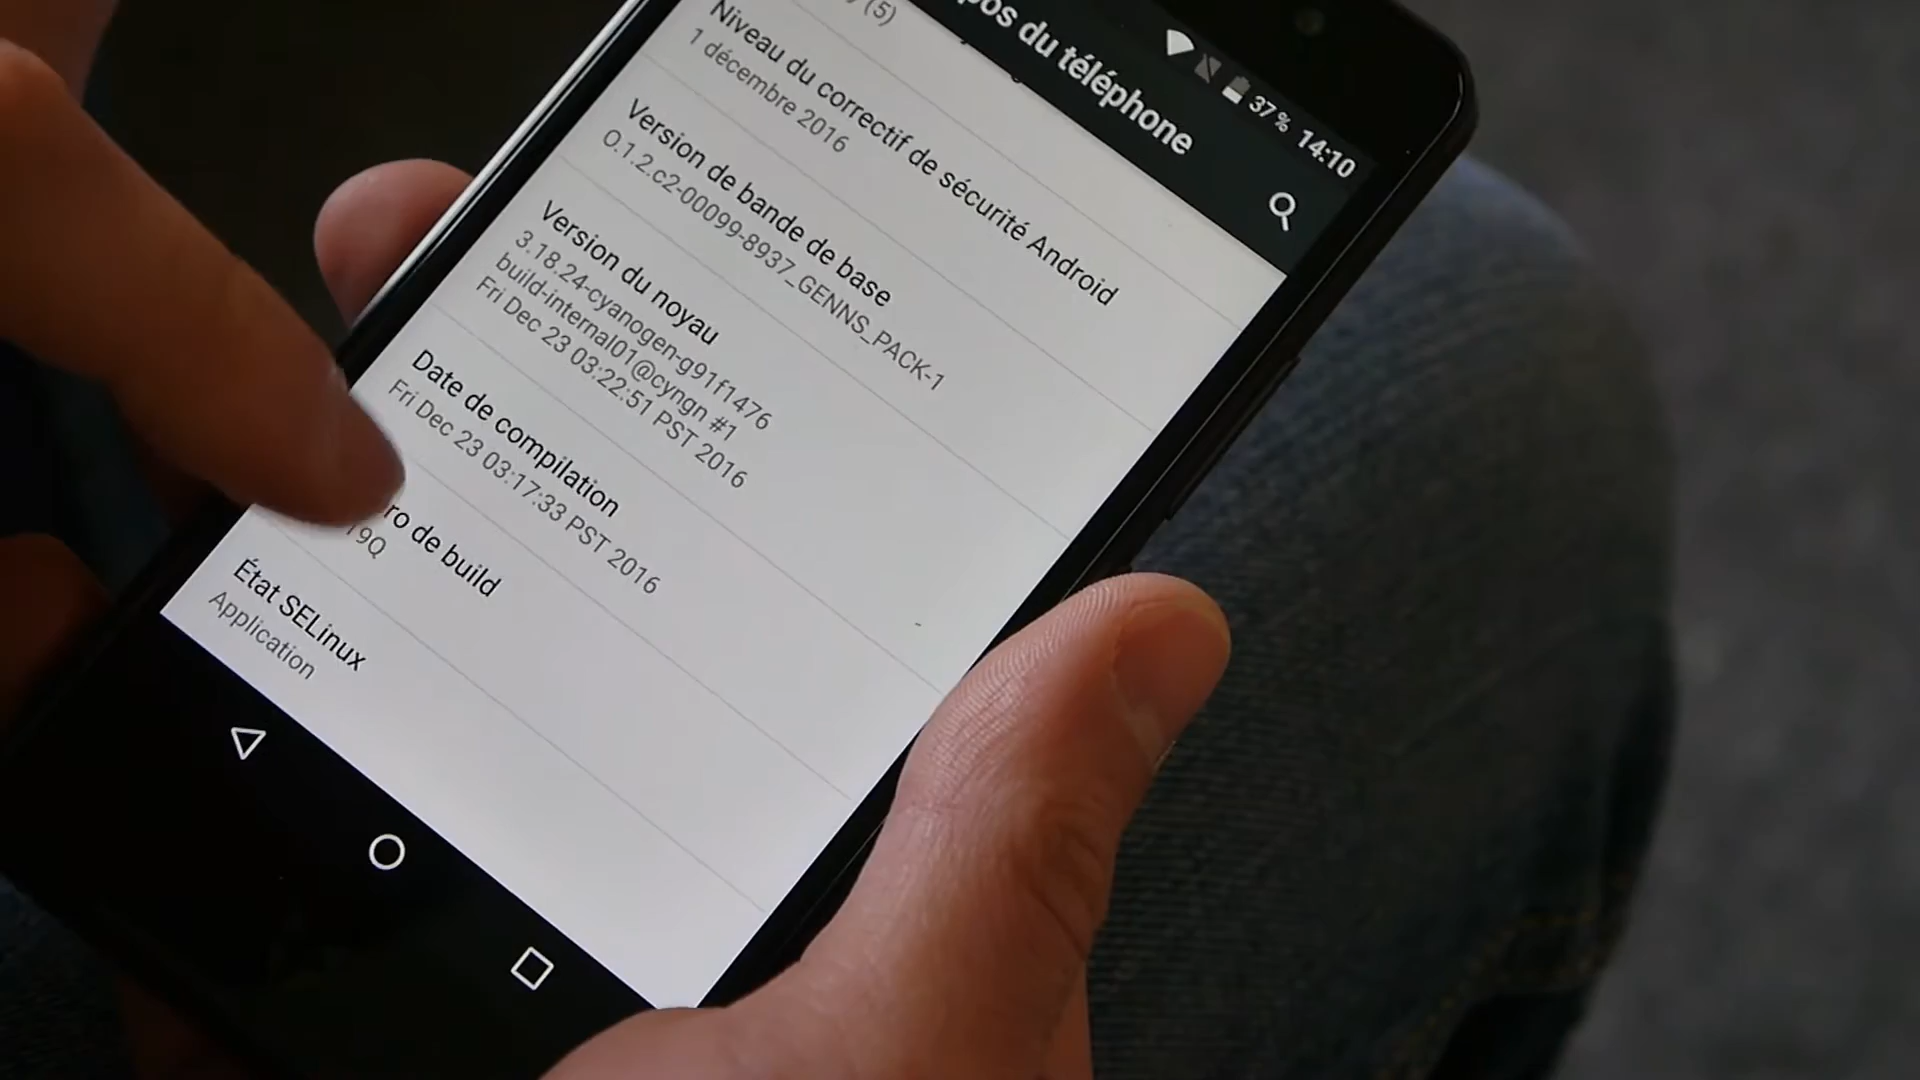 37% 14:10
pos du téléphone
(5)
Niveau du correctif de sécurité Android
1 décembre 2016
Version de bande de base
O.1.2.c2-00099-8937_GENNS_PACK-1
Version du noyau
3.18.24-cyanogen-g91f1476
build-internal01@cyngn #1
Fri Dec 23 03:22:51 PST 2016
Date de compilation
Fri Dec 23 03:17:33 PST 2016
ro de build
19Q
État SELinux
Application